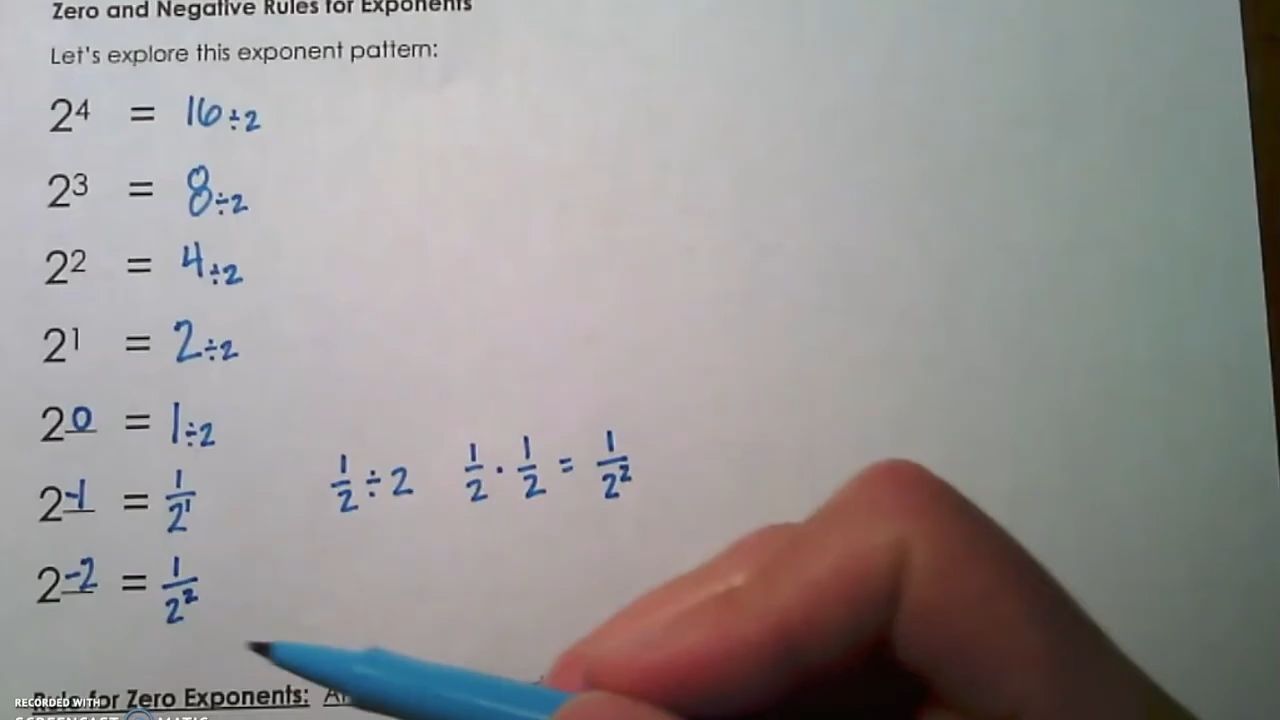 Zero and Negative Rules for Exponents
Let's explore this exponent pattern:
2⁴ = 16 ÷2
2³ = 8 ÷2
2² = 4 ÷2
2¹ = 2 ÷2
2⁰ = 1 ÷2
2⁻¹ = 1/2¹ 1/2 ÷ 2 1/2 · 1/2 = 1/2²
2⁻² = 1/2²
Rule for Zero Exponents:
RECORDED WITH
SCREENCAST MATIC